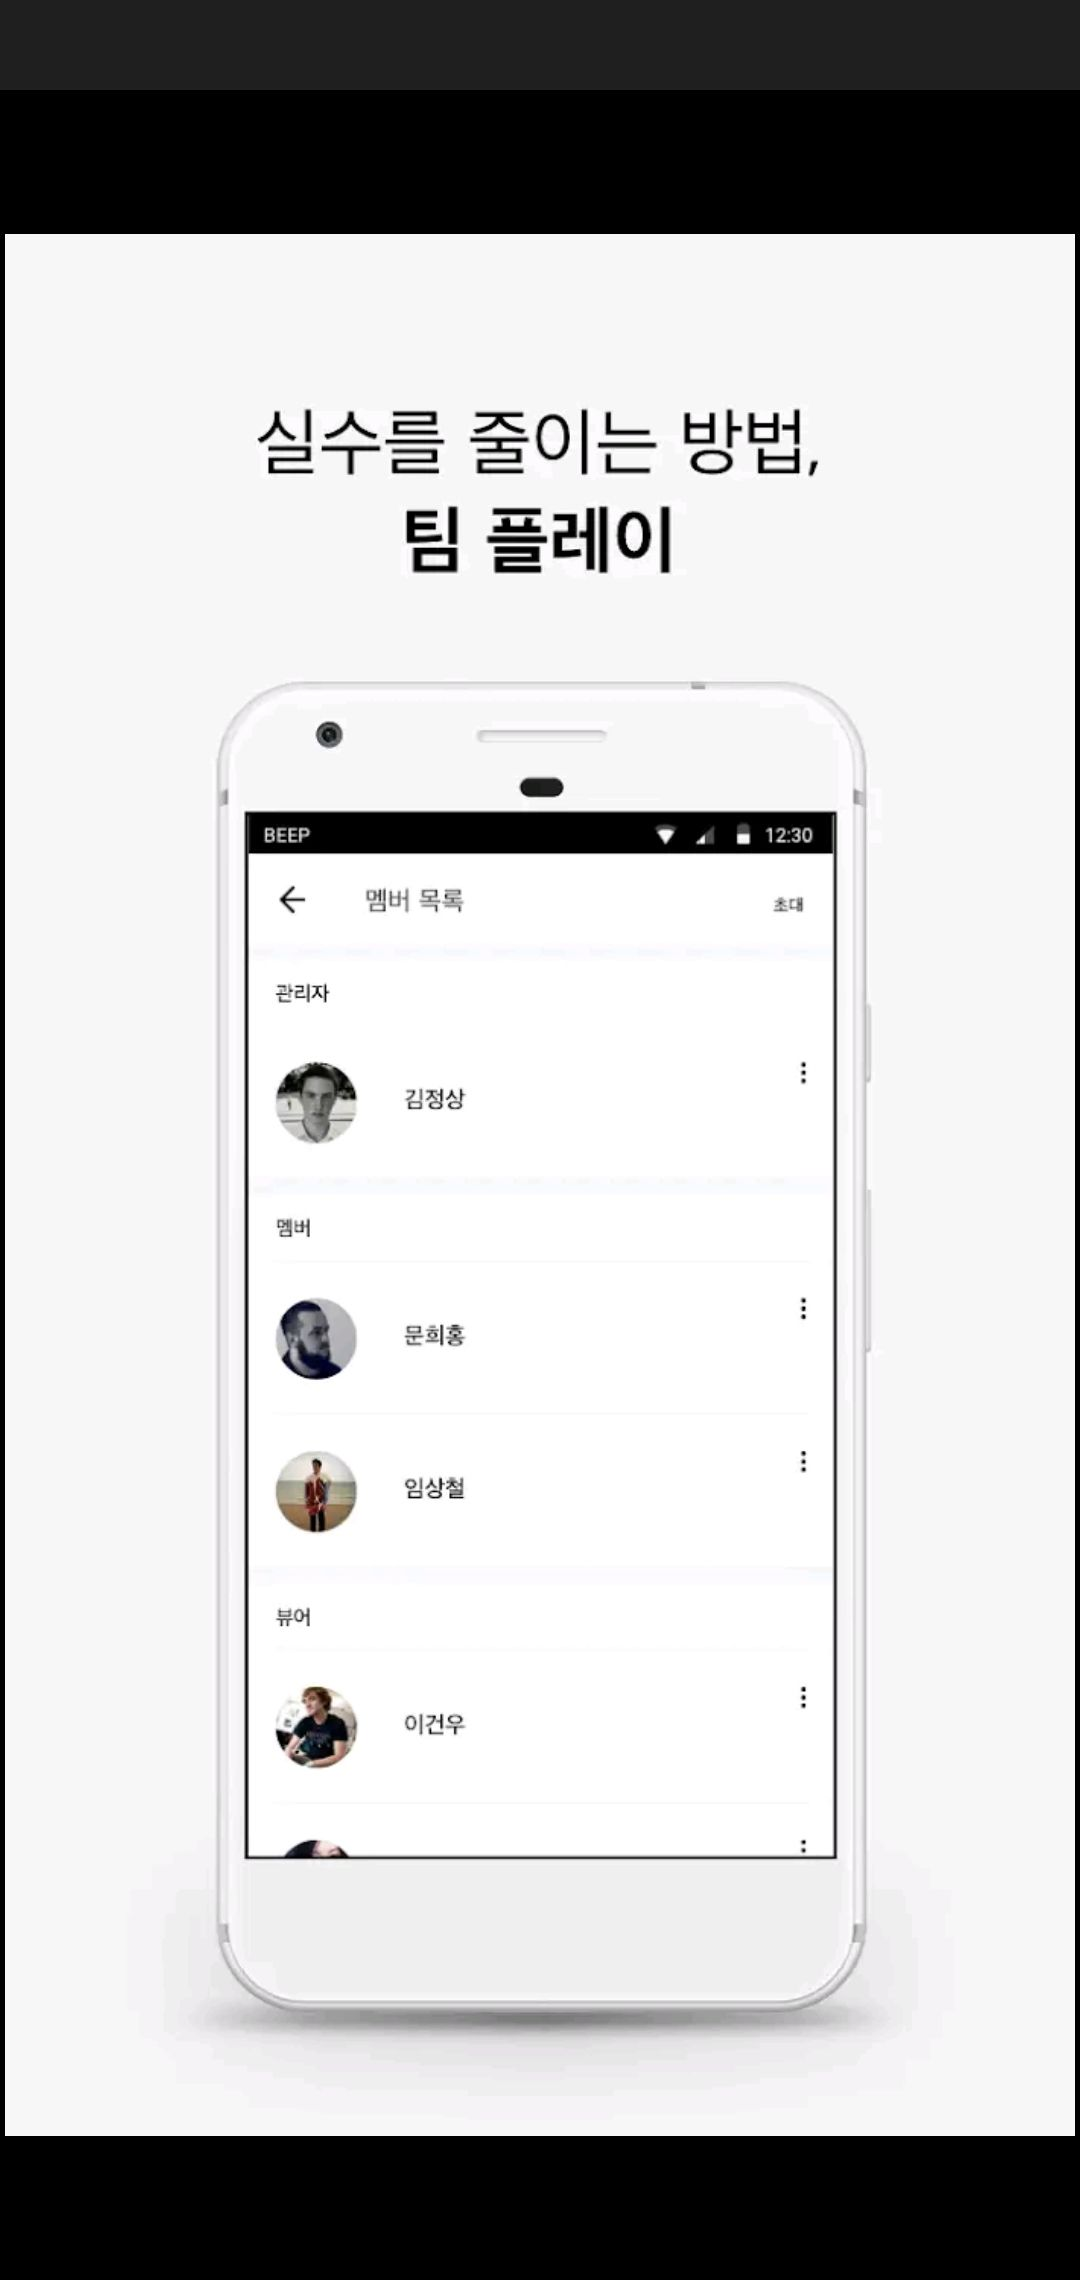 실수를 줄이는 방법,
팀 플레이
BEEP 12:30
멤버 목록 초대
관리자
김정상
멤버
문희홍
임상철
뷰어
이건우